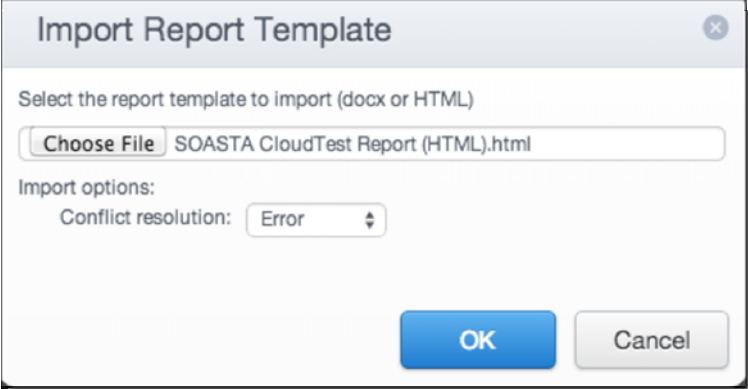 Import Report Template
Select the report template to import (docx or HTML)
Choose File SOASTA CloudTest Report (HTML).html
Import options:
Conflict resolution: Error
OK Cancel